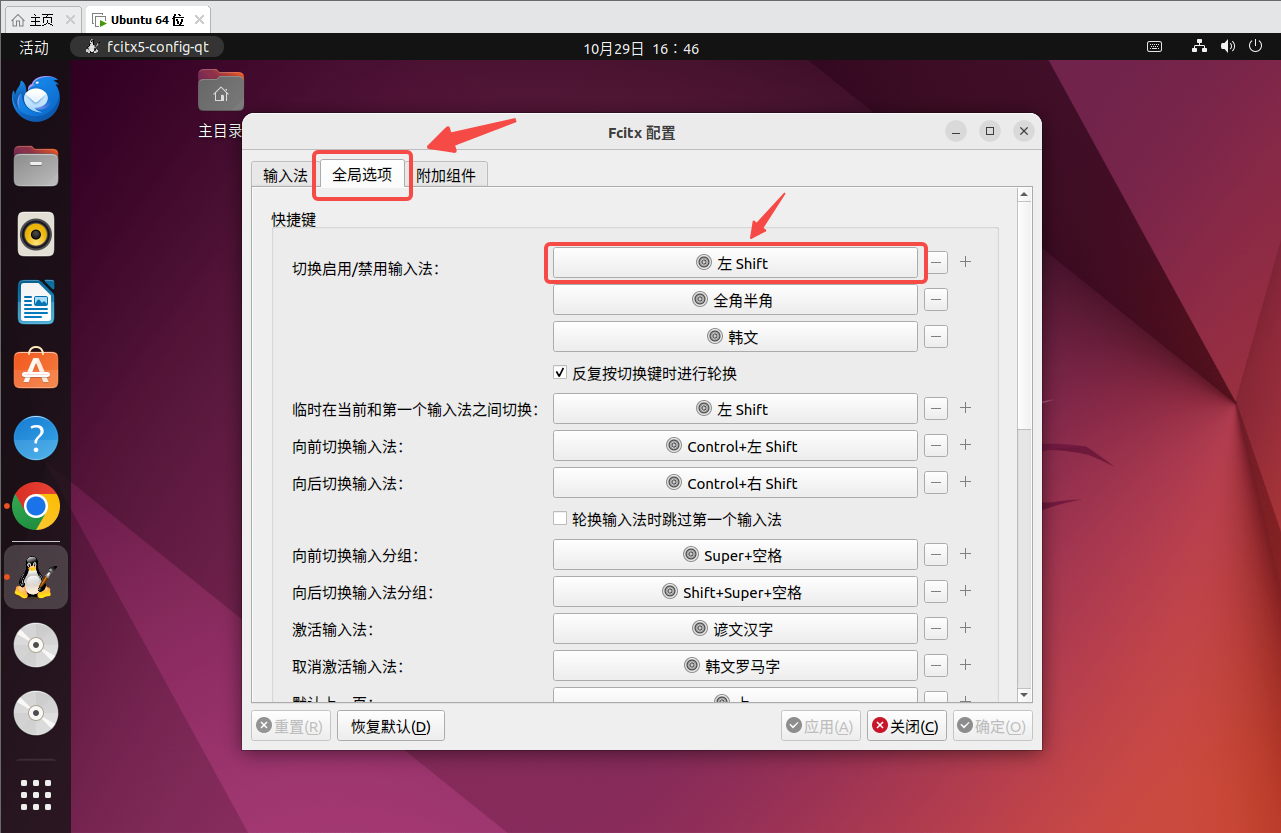 主页
Ubuntu 64 位
活动
fcitx5-config-qt
10月29日 16：46
主目录
Fcitx 配置
输入法
全局选项
附加组件
快捷键
切换启用/禁用输入法：
左 Shift
全角半角
韩文
反复按切换键时进行轮换
临时在当前和第一个输入法之间切换：
左 Shift
向前切换输入法：
Control+左 Shift
向后切换输入法：
Control+右 Shift
轮换输入法时跳过第一个输入法
向前切换输入分组：
Super+空格
向后切换输入法分组：
Shift+Super+空格
激活输入法：
谚文汉字
取消激活输入法：
韩文罗马字
重置(R)
恢复默认(D)
应用(A)
关闭(C)
确定(O)